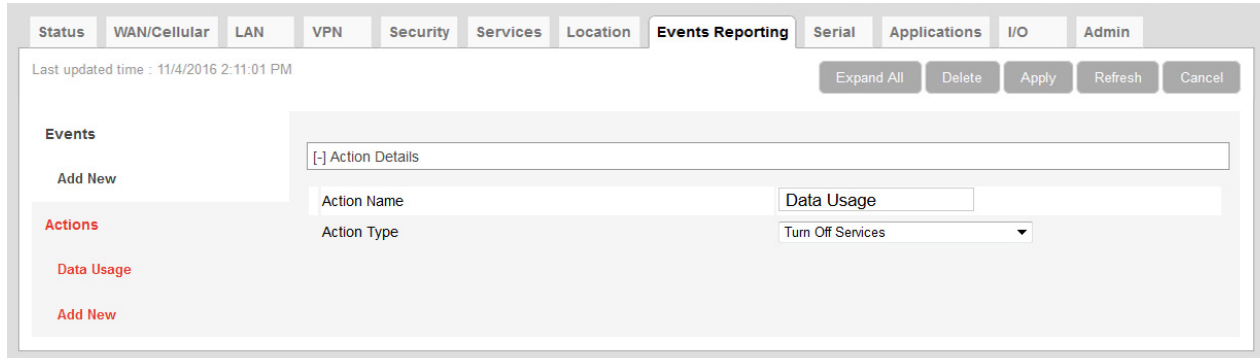 Status WAN/Cellular LAN VPN Security Services Location Events Reporting Serial Applications I/O Admin
Last updated time : 11/4/2016 2:11:01 PM
Expand All Delete Apply Refresh Cancel
Events
Add New
Actions
Data Usage
Add New
[-] Action Details
Action Name Data Usage
Action Type Turn Off Services